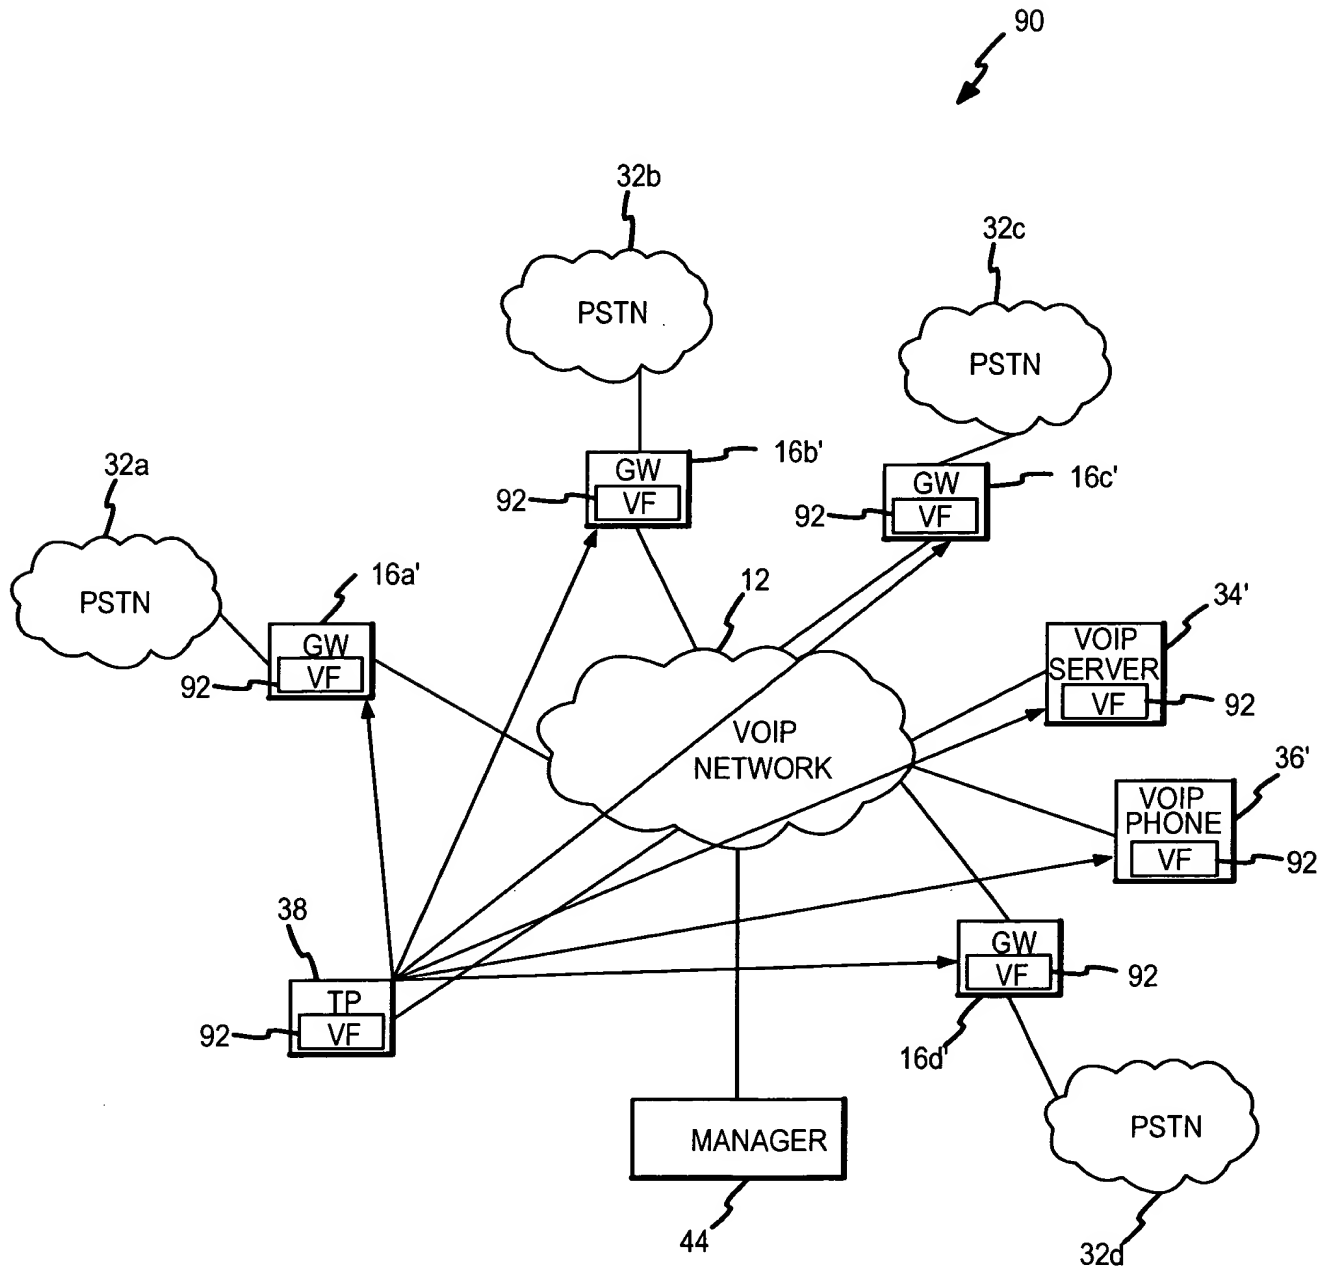 90
32b
PSTN
32c
PSTN
GW
VF
92
16b'
GW
VF
92
16c'
32a
PSTN
16a'
GW
VF
92
12
VOIP
NETWORK
34'
VOIP
SERVER
VF
92
36'
VOIP
PHONE
VF
92
38
TP
VF
92
GW
VF
92
16d'
MANAGER
44
PSTN
32d